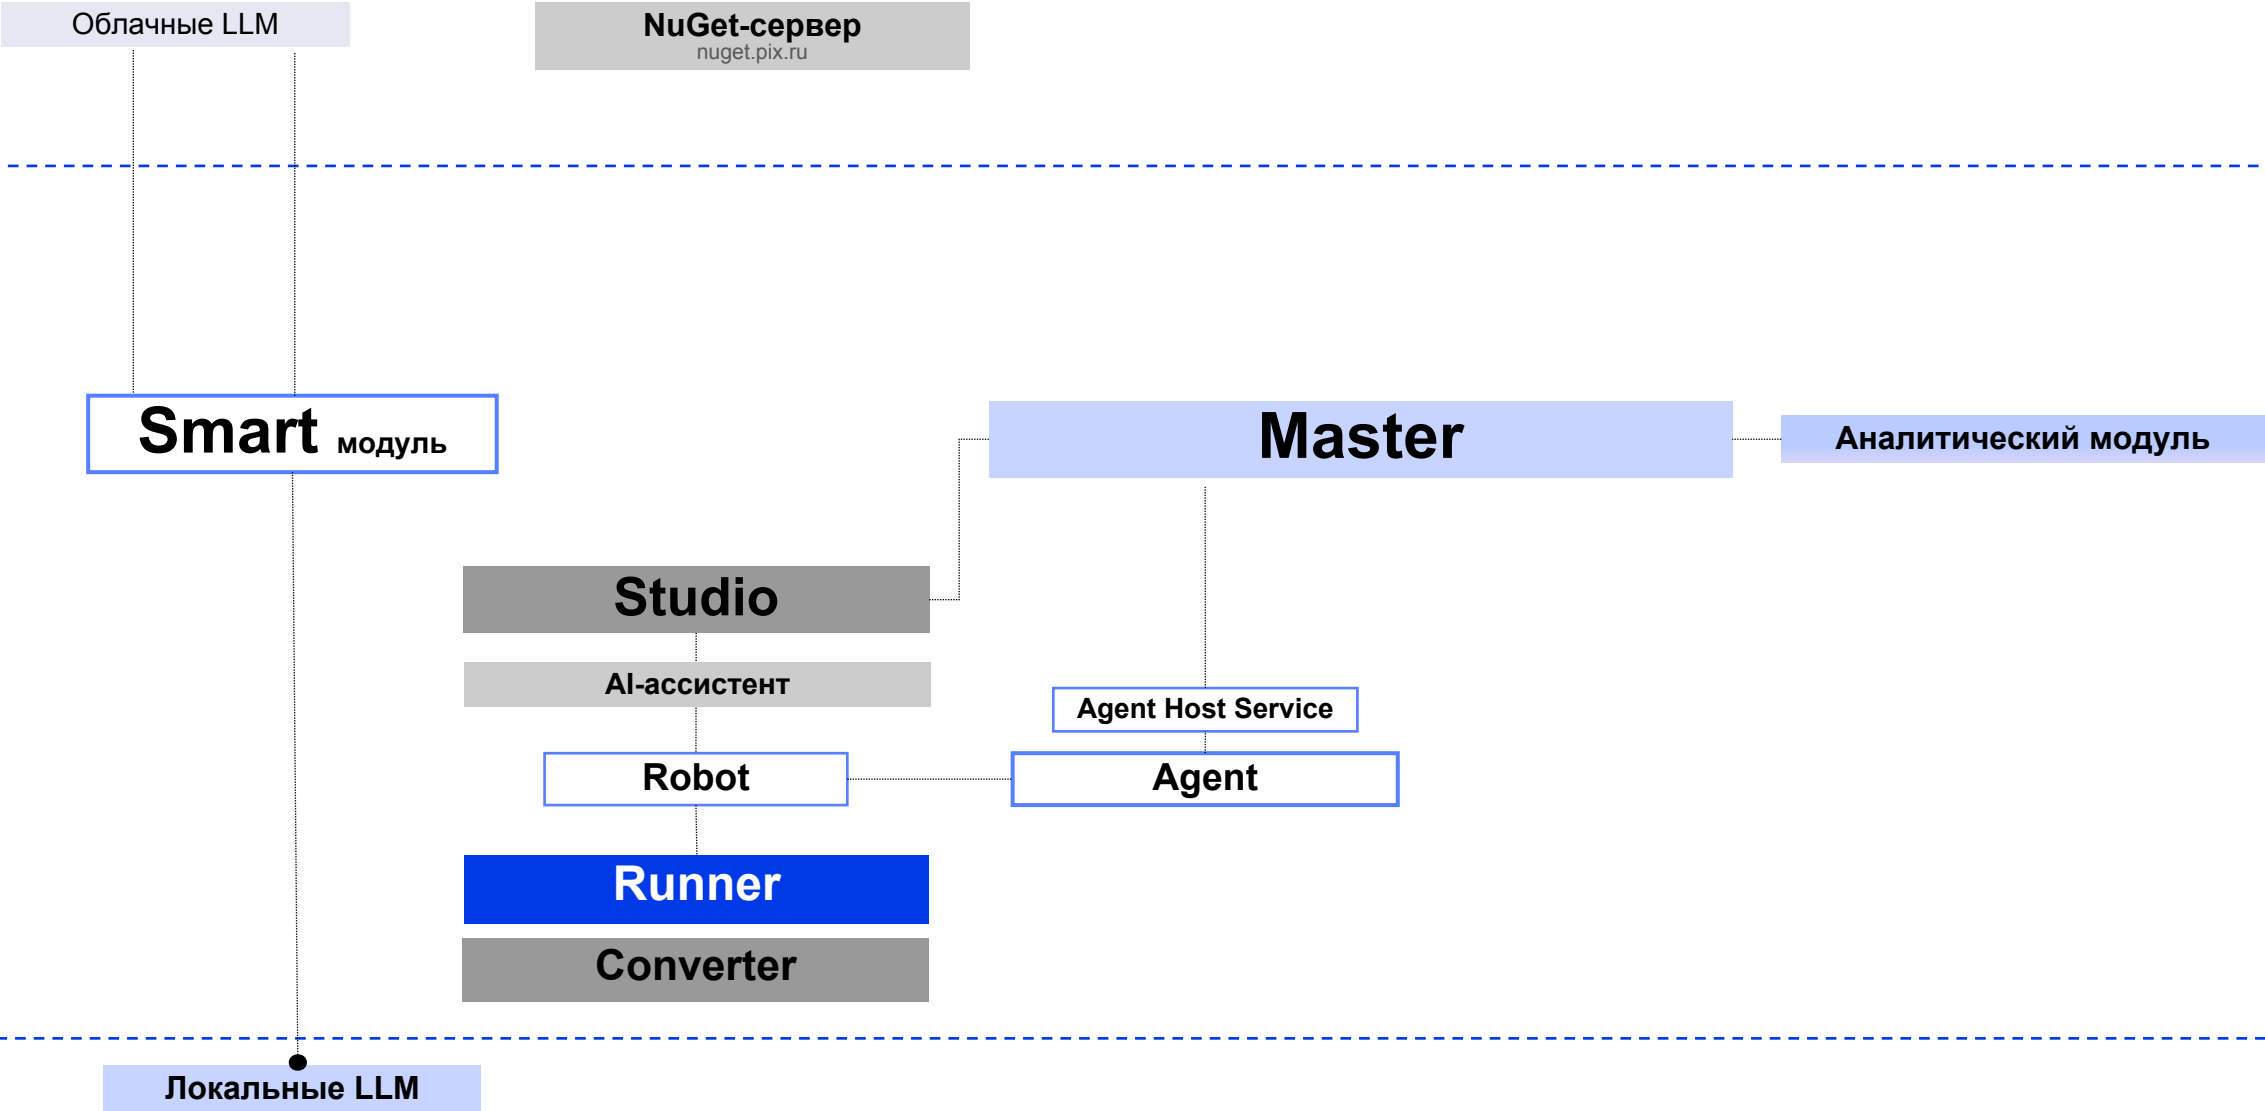 Облачные LLM
NuGet-сервер
nuget.pix.ru
Smart модуль
Master
Аналитический модуль
Studio
AI-ассистент
Agent Host Service
Robot
Agent
Runner
Converter
Локальные LLM